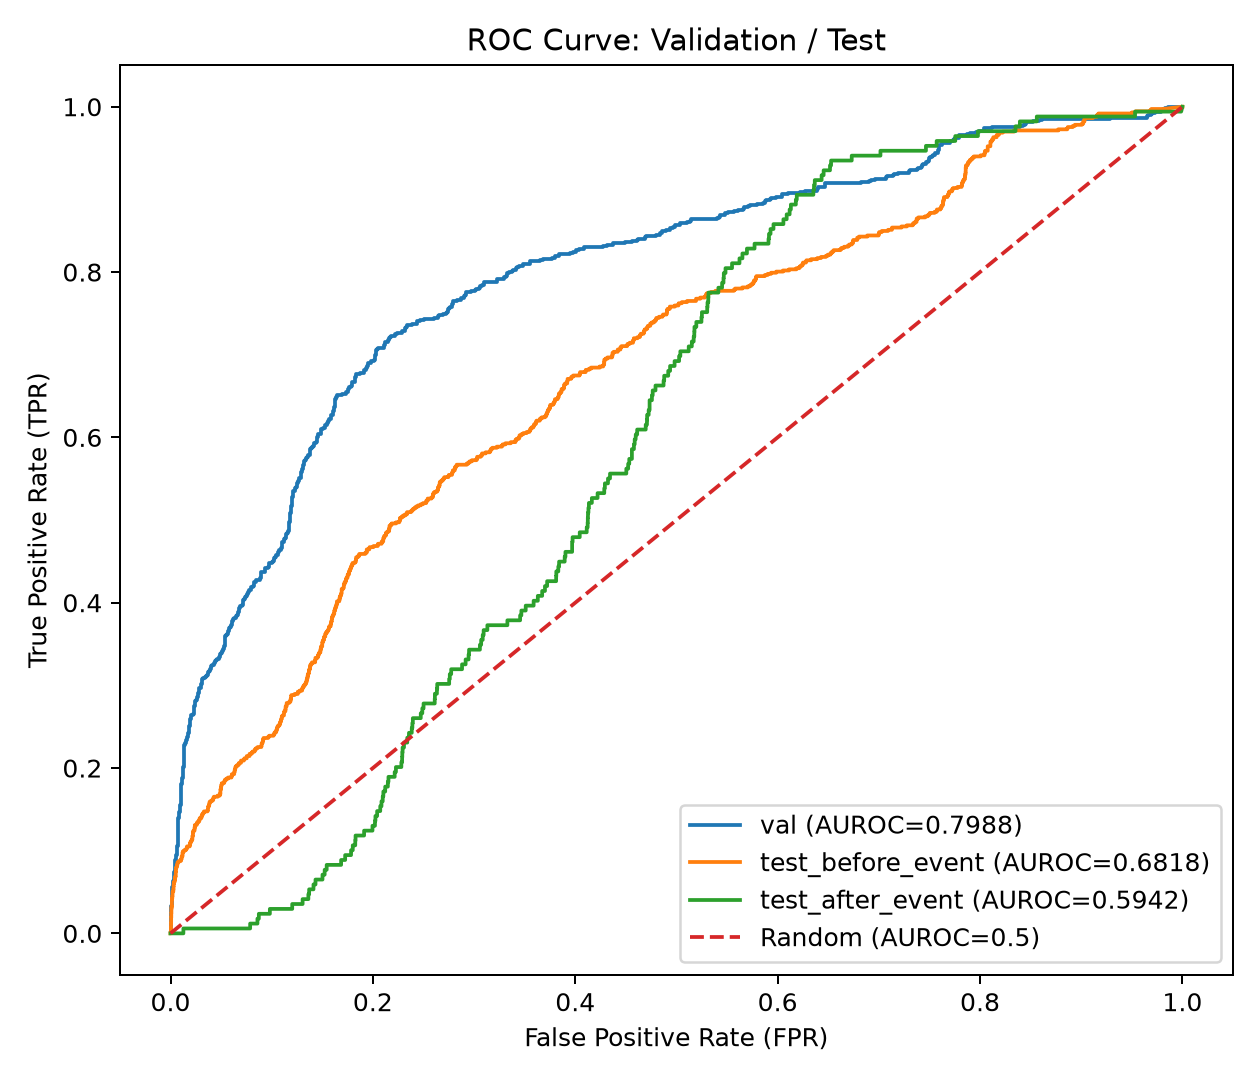 ROC Curve: Validation / Test
True Positive Rate (TPR)
1.0
0.8
0.6
0.4
0.2
0.0
val (AUROC=0.7988)
test_before_event (AUROC=0.6818)
test_after_event (AUROC=0.5942)
Random (AUROC=0.5)
0.0 0.2 0.4 0.6 0.8 1.0
False Positive Rate (FPR)